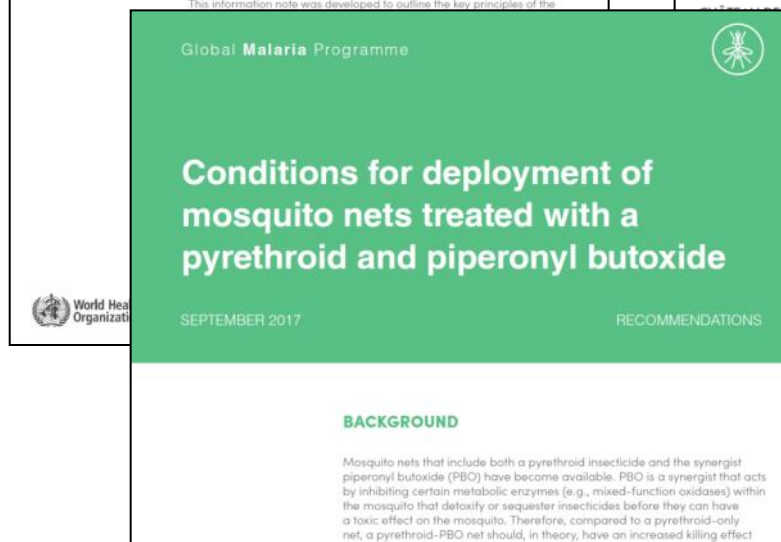 This information note was developed to outline the key principles of the
Global Malaria Programme
Conditions for deployment of
mosquito nets treated with a
pyrethroid and piperonyl butoxide
World Hea
Organizati
SEPTEMBER 2017
RECOMMENDATIONS
BACKGROUND
Mosquito nets that include both a pyrethroid insecticide and the synergist
piperonyl butoxide (PBO) have become available. PBO is a synergist that acts
by inhibiting certain metabolic enzymes (e.g., mixed-function oxidases) within
the mosquito that detoxify or sequester insecticides before they can have
a toxic effect on the mosquito. Therefore, compared to a pyrethroid-only
net, a pyrethroid-PBO net should, in theory, have an increased killing effect